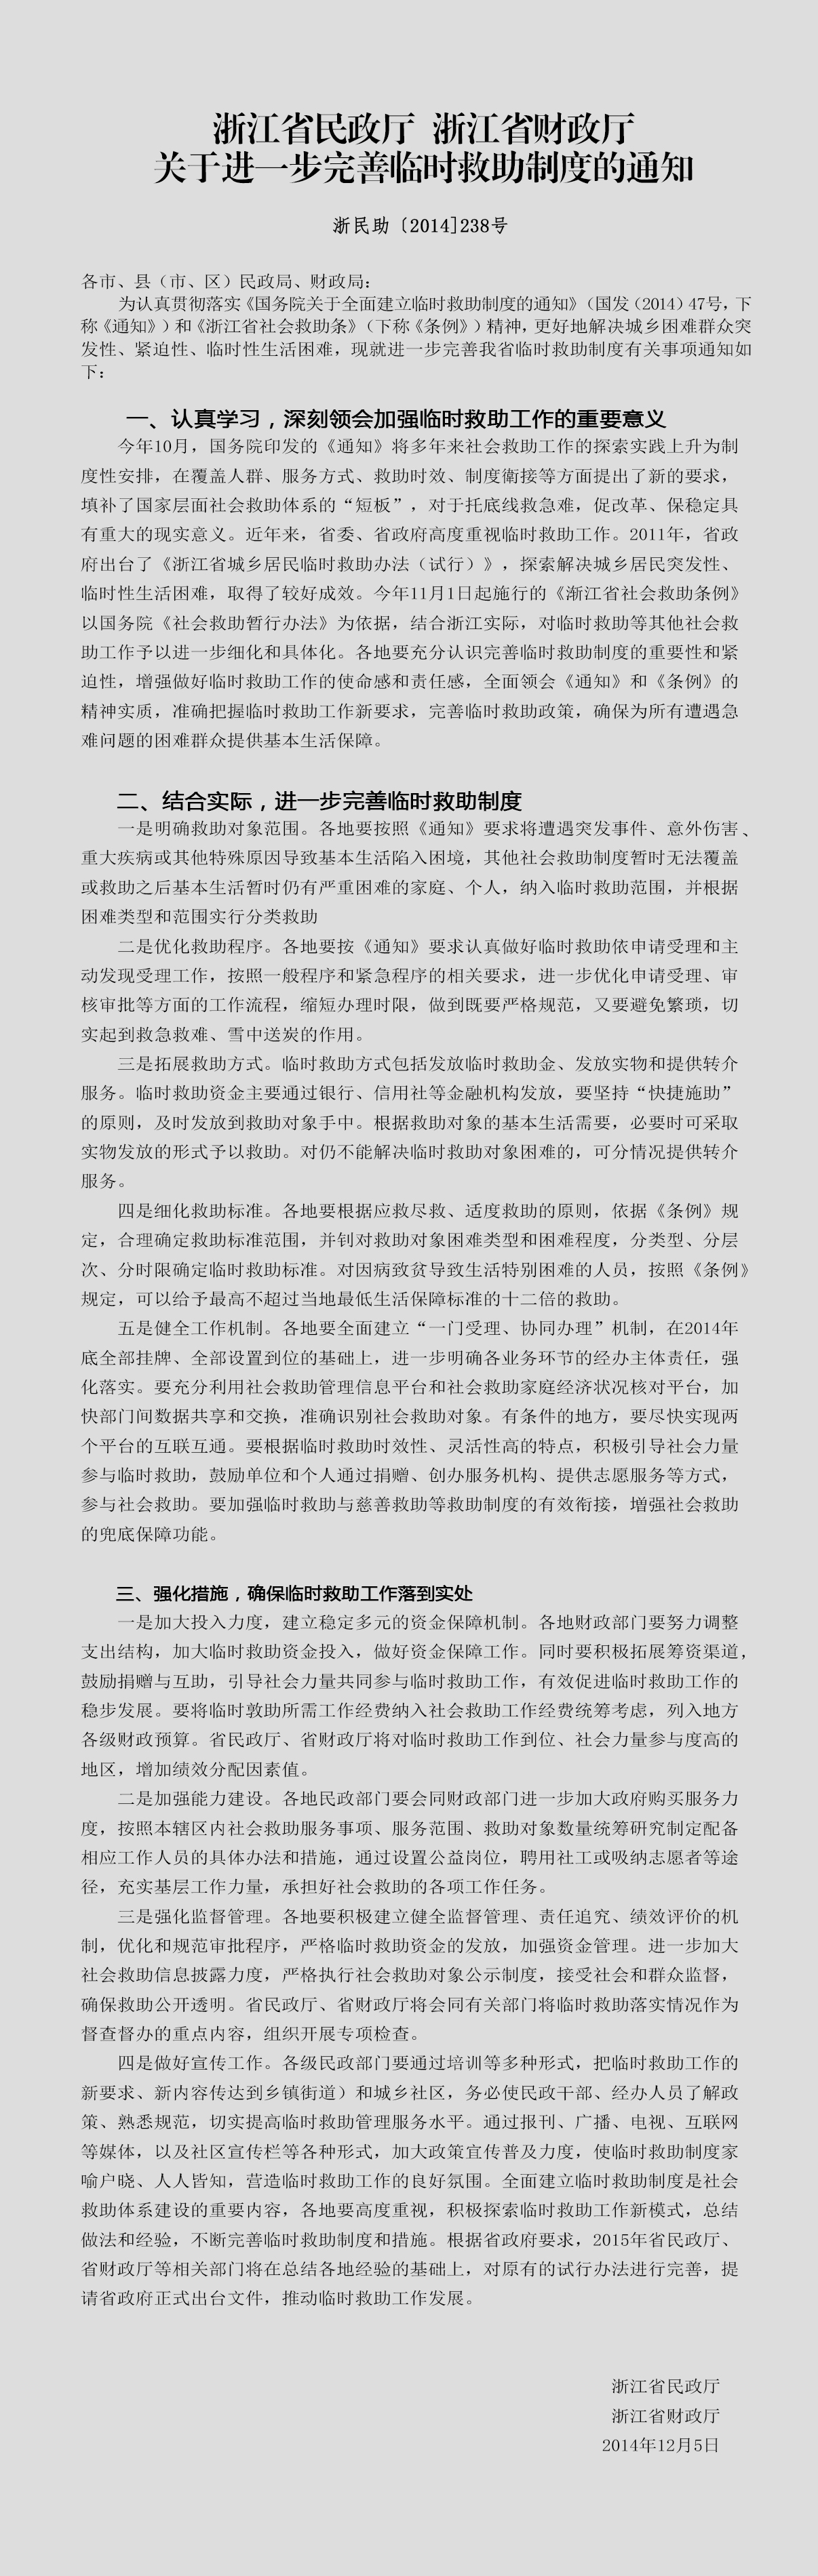 浙江省民政厅 浙江省财政厅
关于进一步完善临时救助制度的通知
浙民助〔2014]238号
各市、县（市、区）民政局、财政局：
为认真贯彻落实《国务院关于全面建立临时救助制度的通知》（国发（2014）47号，下
称《通知》）和《浙江省社会救助条》（下称《条例》）精神，更好地解决城乡困难群众突
发性、紧迫性、临时性生活困难，现就进一步完善我省临时救助制度有关事项通知如
下：
一、认真学习，深刻领会加强临时救助工作的重要意义
今年10月，国务院印发的《通知》将多年来社会救助工作的探索实践上升为制
度性安排，在覆盖人群、服务方式、救助时效、制度衛接等方面提出了新的要求，
填补了国家层面社会救助体系的“短板”，对于托底线救急难，促改革、保稳定具
有重大的现实意义。近年来，省委、省政府高度重视临时救助工作。2011年，省政
府出台了《浙江省城乡居民临时救助办法（试行）》，探索解决城乡居民突发性、
临时性生活困难，取得了较好成效。今年11月1日起施行的《渐江省社会救助条例》
以国务院《社会救助暂行办法》为依据，结合浙江实际，对临时救助等其他社会救
助工作予以进一步细化和具体化。各地要充分认识完善临时救助制度的重要性和紧
迫性，增强做好临时救助工作的使命感和责任感，全面领会《通知》和《条例》的
精神实质，准确把握临时救助工作新要求，完善临时救助政策，确保为所有遭遇急
难问题的困难群众提供基本生活保障。
二、结合实际，进一步完善临时救助制度
一是明确救助对象范围。各地要按照《通知》要求将遭遇突发事件、意外伤害、
重大疾病或其他特殊原因导致基本生活陷入困境，其他社会救助制度暂时无法覆盖
或救助之后基本生活暂时仍有严重困难的家庭、个人，纳入临时救助范围，并根据
困难类型和范围实行分类救助
二是优化救助程序。各地要按《通知》要求认真做好临时救助依申请受理和主
动发现受理工作，按照一般程序和紧急程序的相关要求，进一步优化申请受理、审
核审批等方面的工作流程，缩短办理时限，做到既要严格规范，又要避免繁琐，切
实起到救急救难、雪中送炭的作用。
三是拓展救助方式。临时救助方式包括发放临时救助金、发放实物和提供转介
服务。临时救助资金主要通过银行、信用社等金融机构发放，要坚持“快捷施助”
的原则，及时发放到救助对象手中。根据救助对象的基本生活需要，必要时可采取
实物发放的形式予以救助。对仍不能解决临时救助对象困难的，可分情况提供转介
服务。
四是细化救助标准。各地要根据应救尽救、适度救助的原则，依据《条例》规
定，合理确定救助标准范围，并钊对救助对象困难类型和困难程度，分类型、分层
次、分时限确定临时救助标准。对因病致贫导致生活特别困难的人员，按照《条例》
规定，可以给予最高不超过当地最低生活保障标准的十二倍的救助。
五是健全工作机制。各地要全面建立“一门受理、协同办理”机制，在2014年
底全部挂牌、全部设置到位的基础上，进一步明确各业务环节的经办主体责任，强
化落实。要充分利用社会救助管理信息平台和社会救助家庭经济状况核对平台，加
快部门间数据共享和交换，准确识别社会救助对象。有条件的地方，要尽快实现两
个平台的互联互通。要根据临时救助时效性、灵活性高的特点，积极引导社会力量
参与临时救助，鼓励单位和个人通过捐赠、创办服务机构、提供志愿服务等方式，
参与社会救助。要加强临时救助与慈善救助等救助制度的有效衔接，增强社会救助
的兜底保障功能。
三、强化措施，确保临时救助工作落到实处
一是加大投入力度，建立稳定多元的资金保障机制。各地财政部门要努力调整
支出结构，加大临时救助资金投入，做好资金保障工作。同时要积极拓展筹资渠道，
鼓励捐赠与互助，引导社会力量共同参与临时救助工作，有效促进临时救助工作的
稳步发展。要将临时敦助所需工作经费纳入社会救助工作经费统筹考虑，列入地方
各级财政预算。省民政厅、省财政厅将对临时救助工作到位、社会力量参与度高的
地区，增加绩效分配因素值。
二是加强能力建设。各地民政部门要会同财政部门进一步加大政府购买服务力
度，按照本辖区内社会救助服务事项、服务范围、救助对象数量统筹研究制定配备
相应工作人员的具体办法和措施，通过设置公益岗位，聘用社工或吸纳志愿者等途
径，充实基层工作力量，承担好社会救助的各项工作任务。
三是强化监督管理。各地要积极建立健全监督管理、责任追究、绩效评价的机
制，优化和规范审批程序，严格临时救助资金的发放，加强资金管理。进一步加大
社会救助信息披露力度，严格执行社会救助对象公示制度，接受社会和群众监督，
确保救助公开透明。省民政厅、省财政厅将会同有关部门将临时救助落实情况作为
督查督办的重点内容，组织开展专项检查。
四是做好宣传工作。各级民政部门要通过培训等多种形式，把临时救助工作的
新要求、新内容传达到乡镇街道）和城乡社区，务必使民政干部、经办人员了解政
策、熟悉规范，切实提高临时救助管理服务水平。通过报刊、广播、电视、互联网
等媒体，以及社区宣传栏等各种形式，加大政策宜传普及力度，使临时救助制度家
喻户晓、人人皆知，营造临时救助工作的良好氛围。全面建立临时救助制度是社会
救助体系建设的重要内容，各地要高度重视，积极探索临时救助工作新模式，总结
做法和经验，不断完善临时救助制度和措施。根据省政府要求，2015年省民政厅、
省财政厅等相关部门将在总结各地经验的基础上，对原有的试行办法进行完善，提
请省政府正式出台文件，推动临时救助工作发展。
浙江省民政厅
浙江省财政厅
2014年12月5日